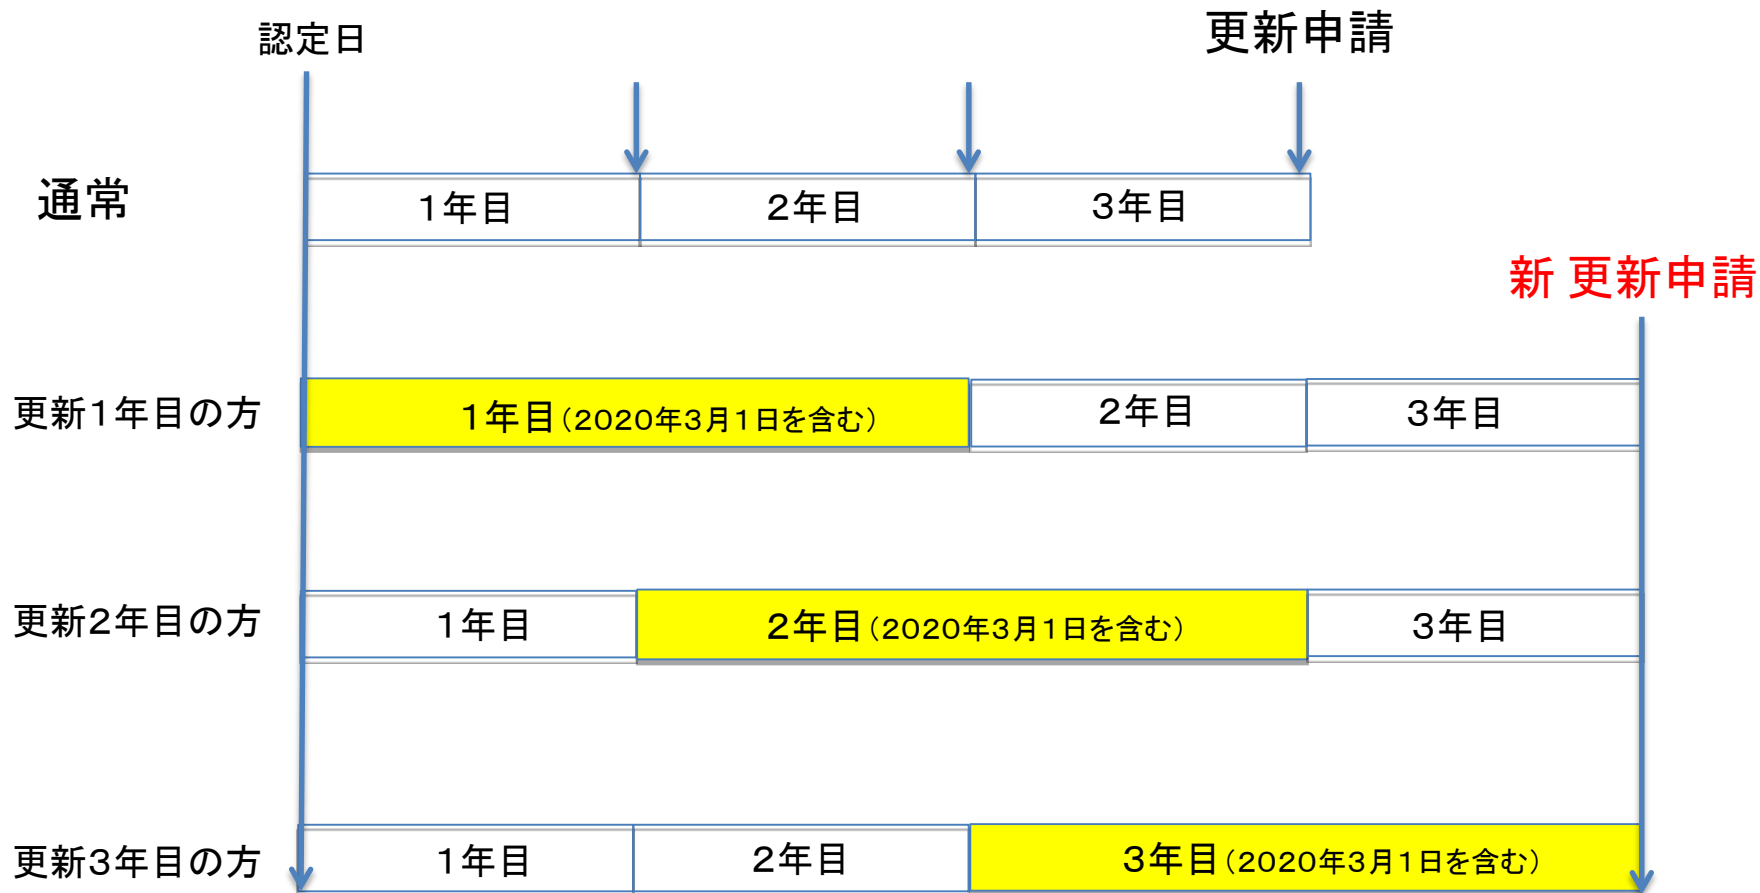 認定日
更新申請
通常
1年目
2年目
3年目
新 更新申請
更新1年目の方
1年目(2020年3月1日を含む)
2年目
3年目
更新2年目の方
1年目
2年目(2020年3月1日を含む)
3年目
更新3年目の方
1年目
2年目
3年目(2020年3月1日を含む)